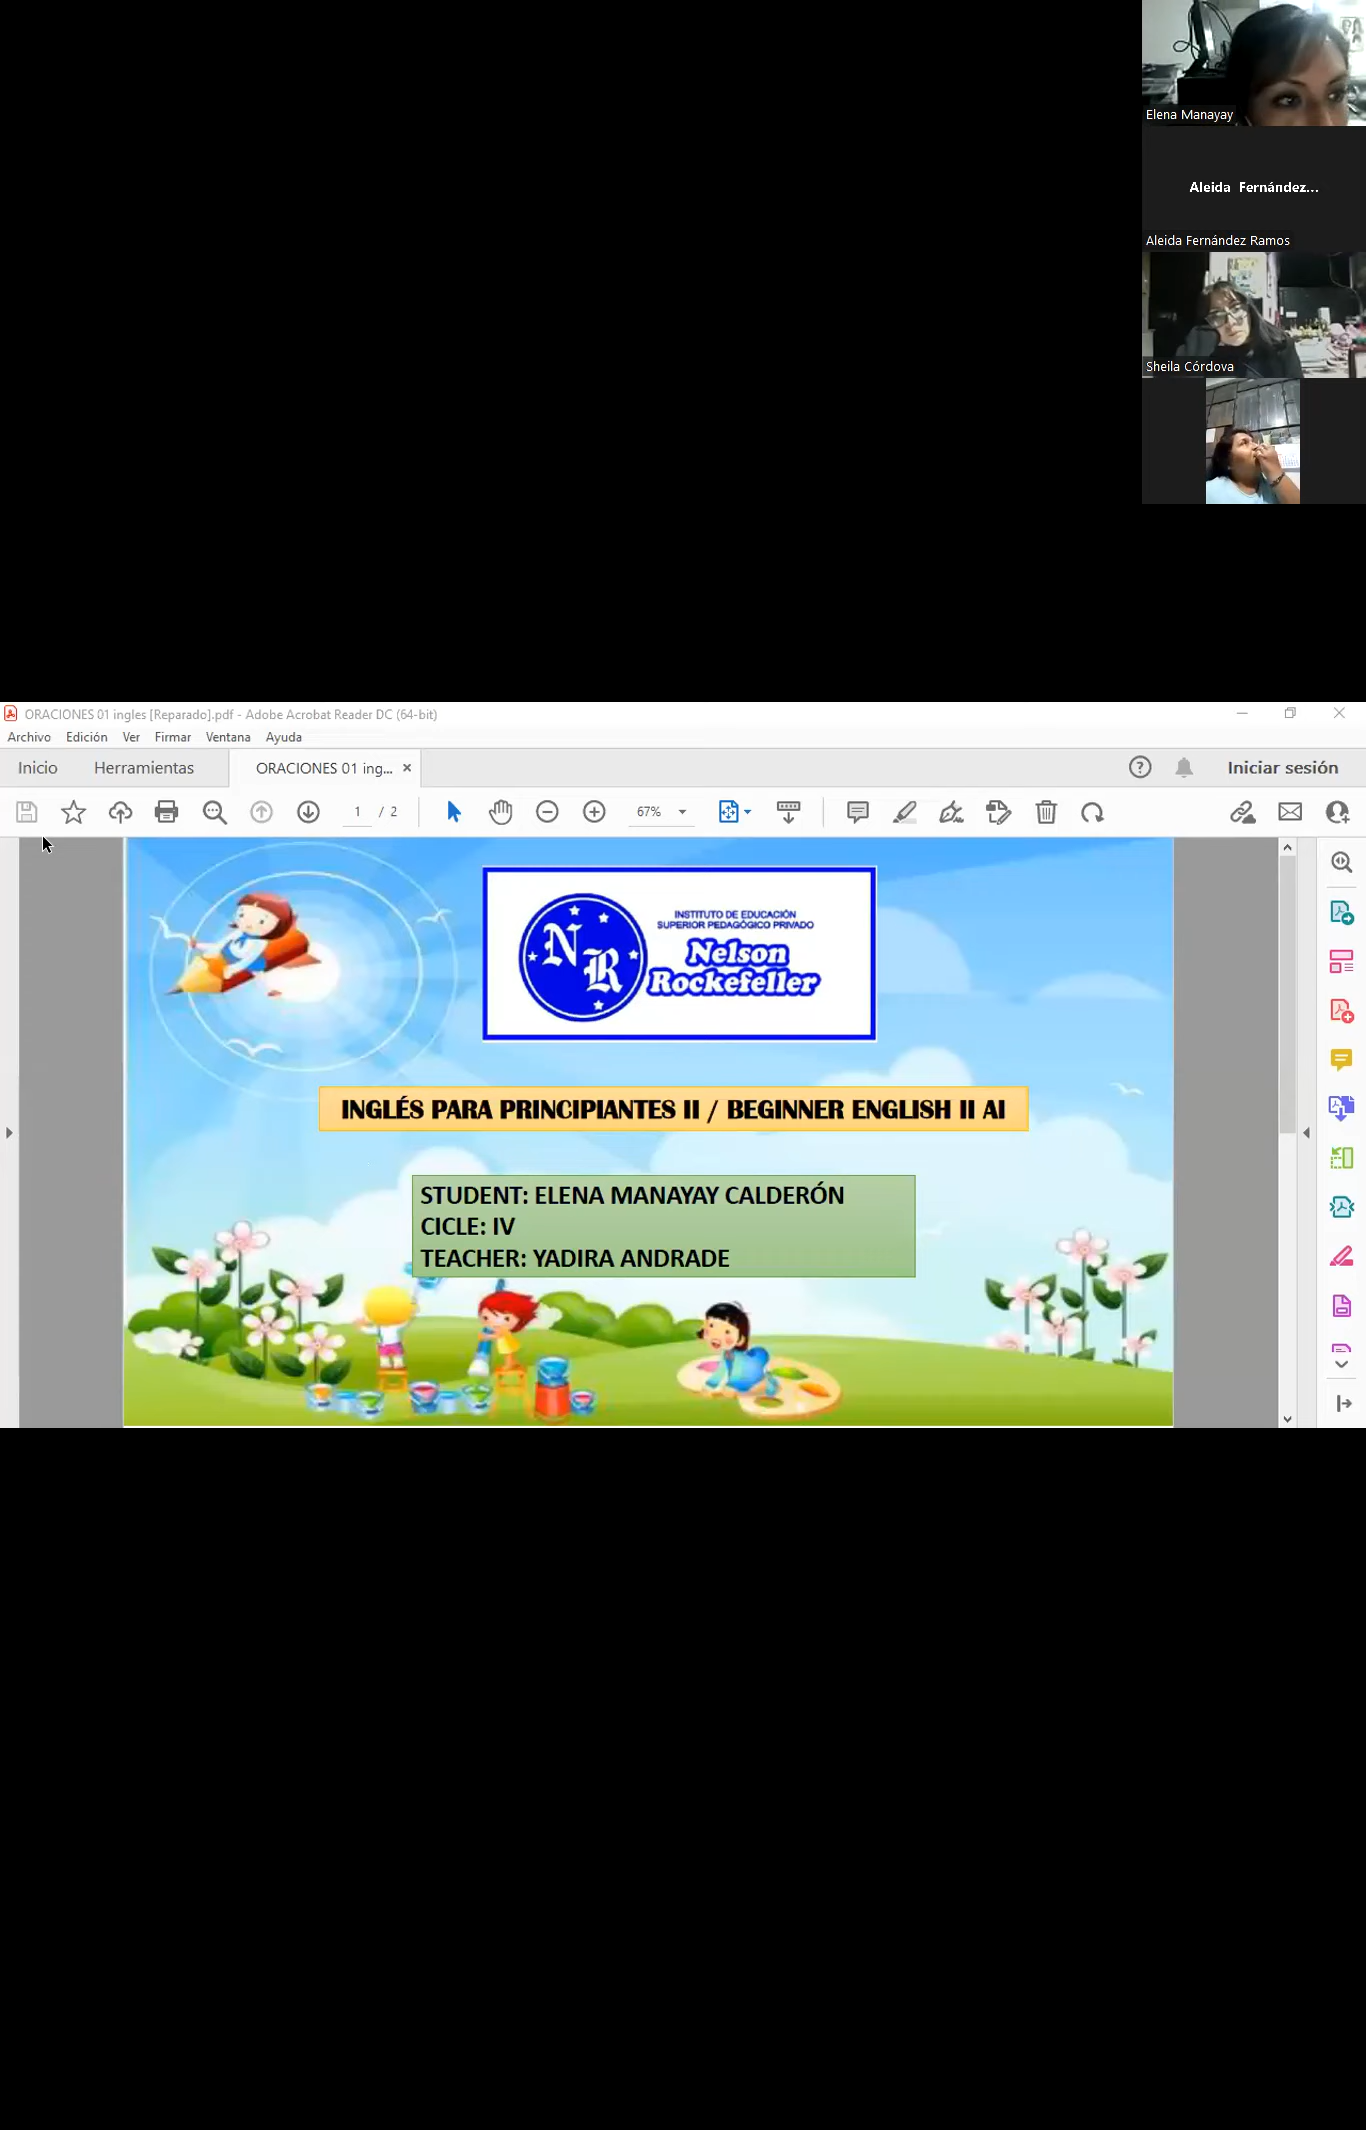 Elena Manayay
Aleida Fernández...
Aleida Fernández Ramos
Sheila Córdova
ORACIONES 01 ingles [Reparado].pdf - Adobe Acrobat Reader DC (64-bit)
Archivo Edición Ver Firmar Ventana Ayuda
Inicio Herramientas ORACIONES 01 ing... × Iniciar sesión
1 / 2 67%
NR
INSTITUTO DE EDUCACIÓN
SUPERIOR PEDAGÓGICO PRIVADO
Nelson
Rockefeller
INGLÉS PARA PRINCIPIANTES II / BEGINNER ENGLISH II AI
STUDENT: ELENA MANAYAY CALDERÓN
CICLE: IV
TEACHER: YADIRA ANDRADE